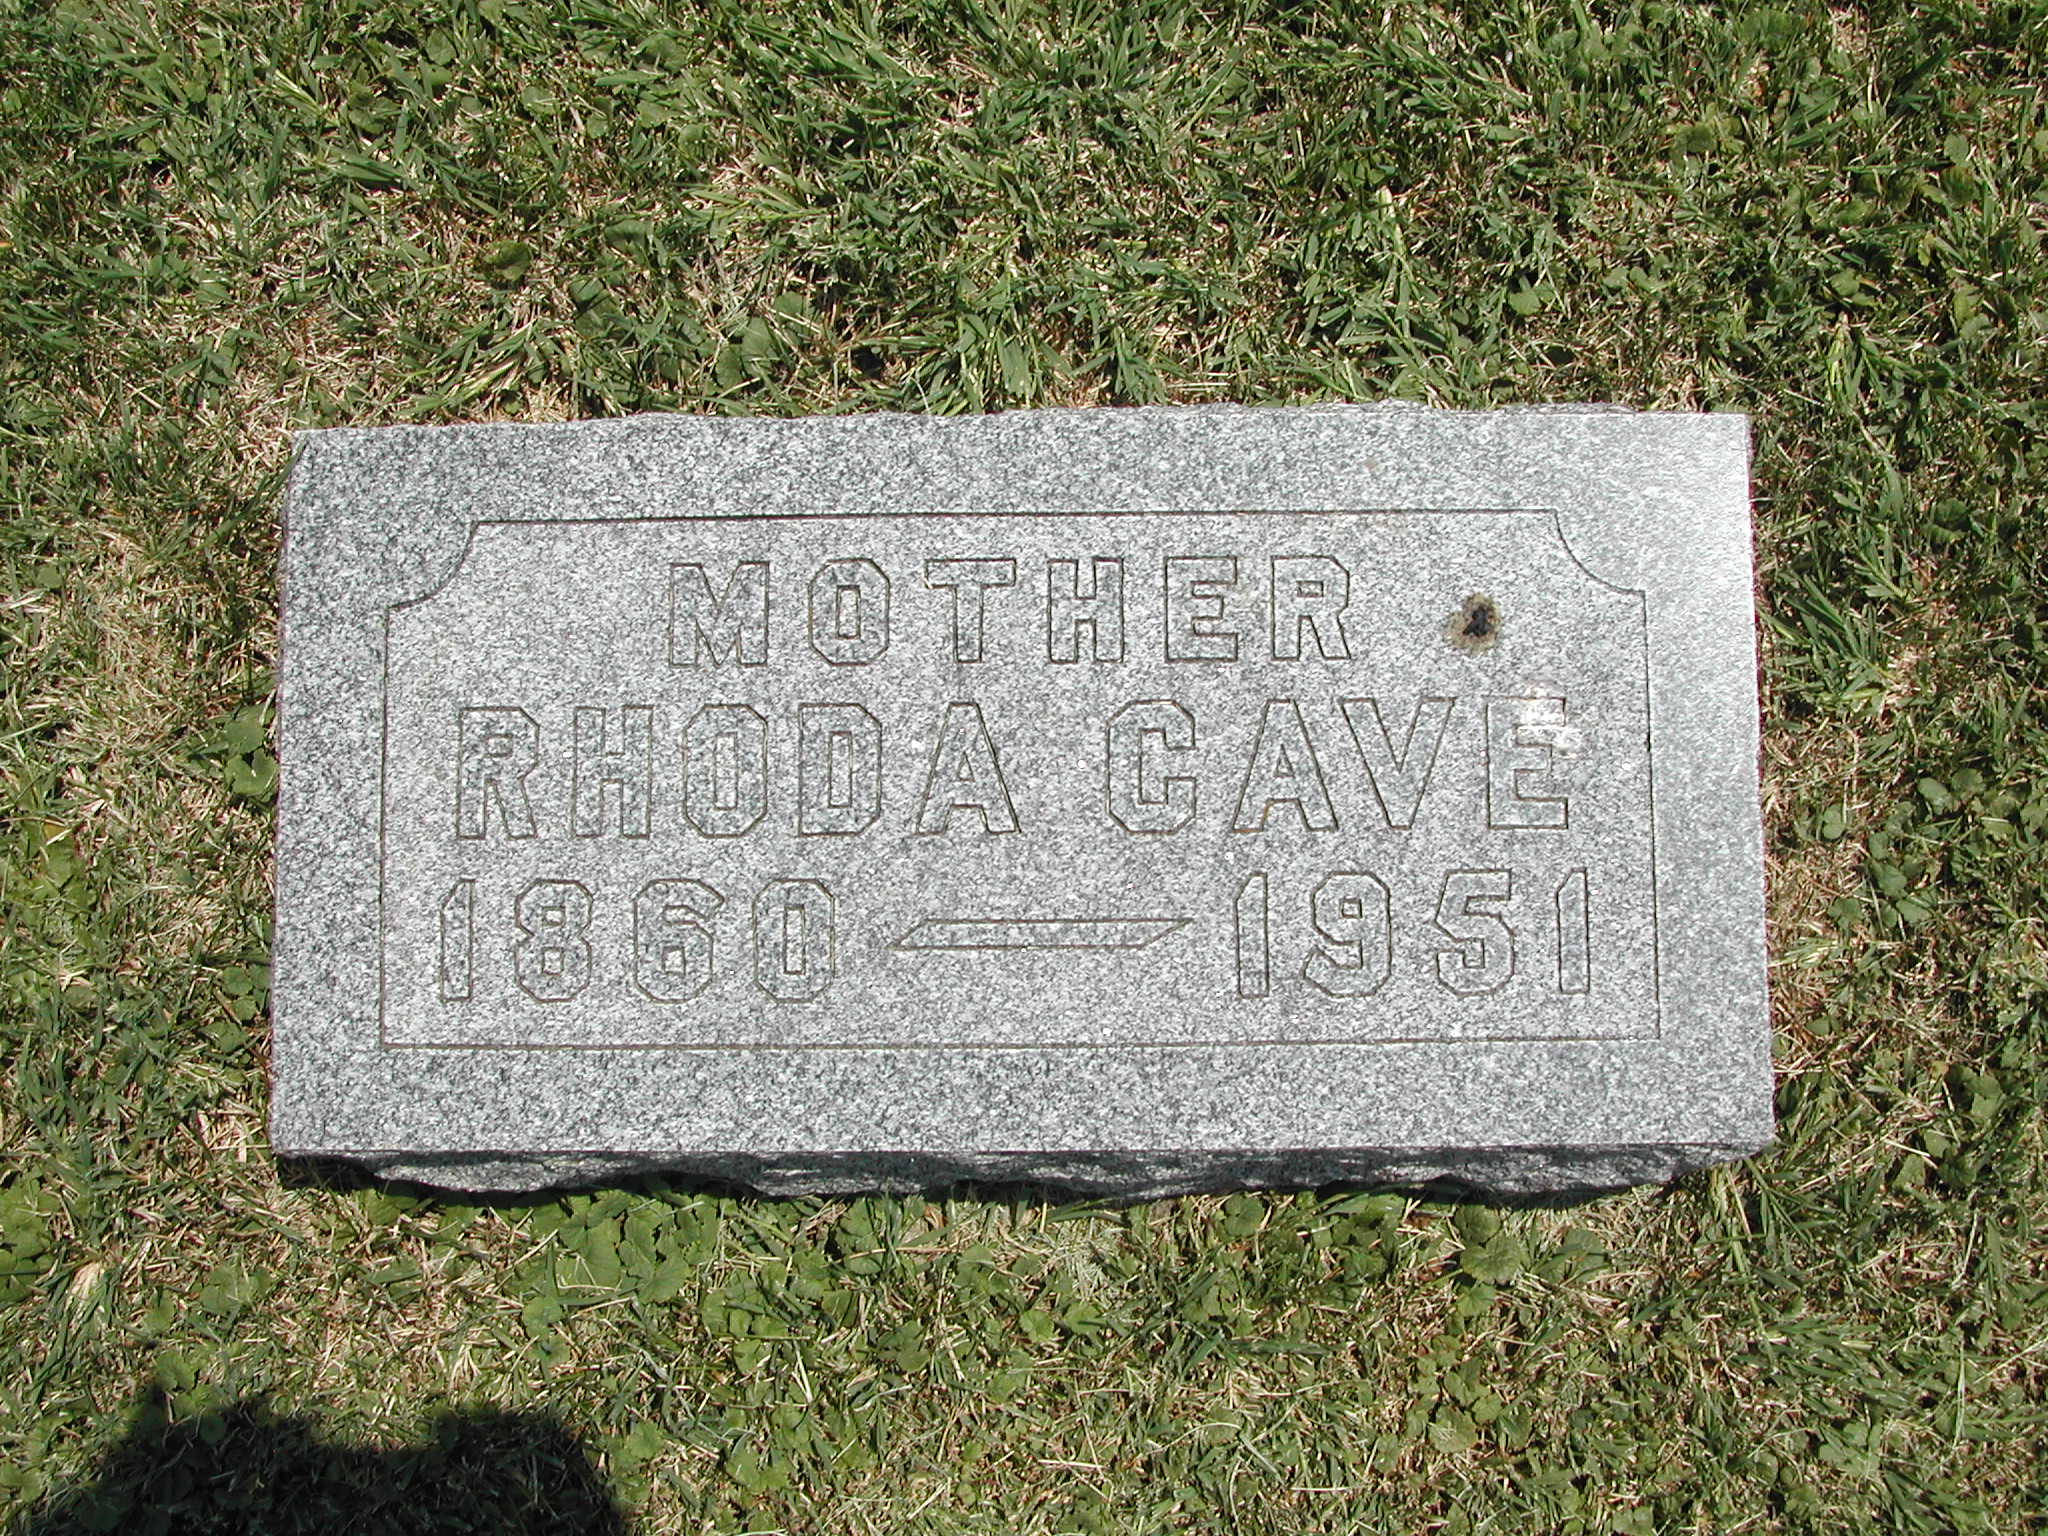 MOTHER
RHODA CAVE
1860 — 1951